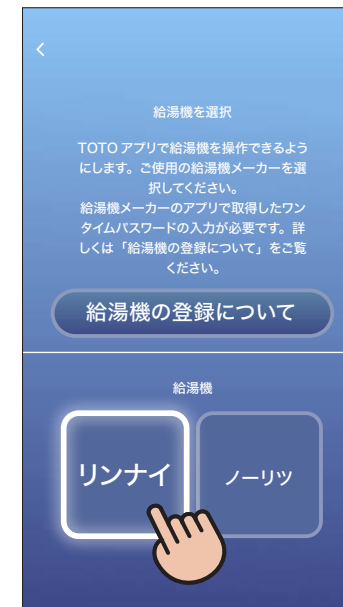 給湯機を選択
TOTOアプリで給湯機を操作できるよう
にします。ご使用の給湯機メーカーを選
択してください。
給湯機メーカーのアプリで取得したワン
タイムパスワードの入力が必要です。詳
しくは「給湯機の登録について」をご覧
ください。
給湯機の登録について
給湯機
リンナイ
ノーリツ